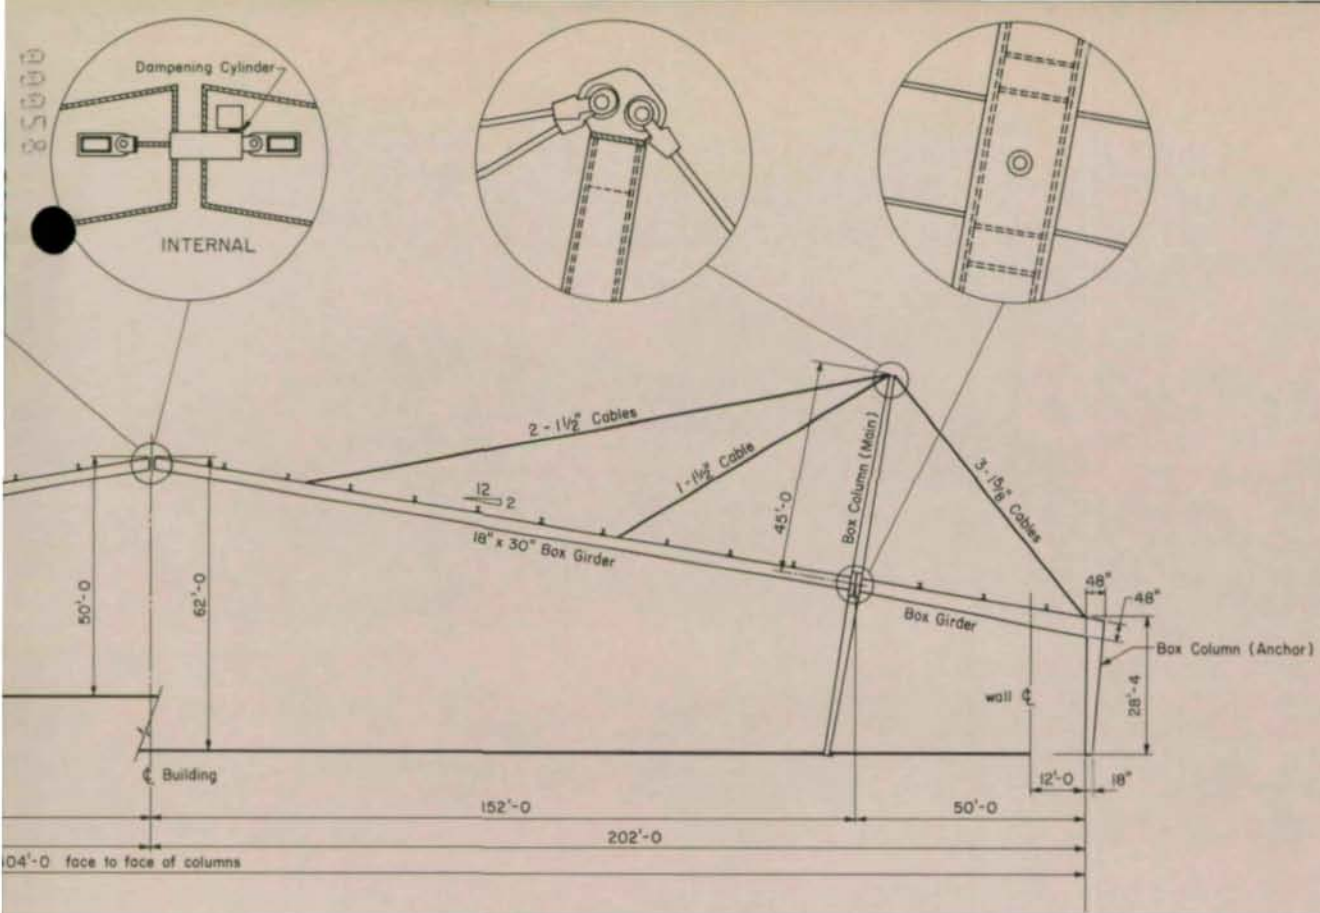 00058
Dampening Cylinder
INTERNAL
2 - 1½" Cables
1 - 1½" Cable
3 - 1⅝" Cables
Box Column (Main)
45'-0
12
2
18" x 30" Box Girder
50'-0
62'-0
48"
48"
Box Girder
Box Column (Anchor)
wall ℄
28'-4
℄ Building
12'-0
18"
152'-0
50'-0
202'-0
04'-0 face to face of columns